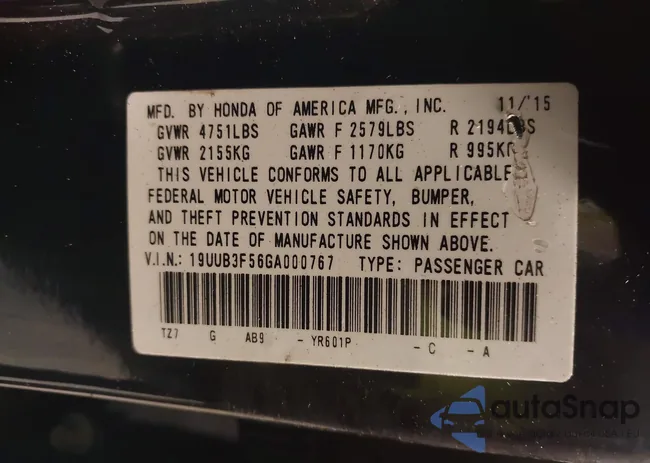 MFD. BY HONDA OF AMERICA MFG., INC. 11/'15
GVWR 4751LBS GAWR F 2579LBS R 2194LBS
GVWR 2155KG GAWR F 1170KG R 995KG
THIS VEHICLE CONFORMS TO ALL APPLICABLE
FEDERAL MOTOR VEHICLE SAFETY, BUMPER,
AND THEFT PREVENTION STANDARDS IN EFFECT
ON THE DATE OF MANUFACTURE SHOWN ABOVE.
V.I.N.: 19UUB3F56GA000767 TYPE: PASSENGER CAR
TZ7 G AB9 - YR601P - C - A
autoSnap